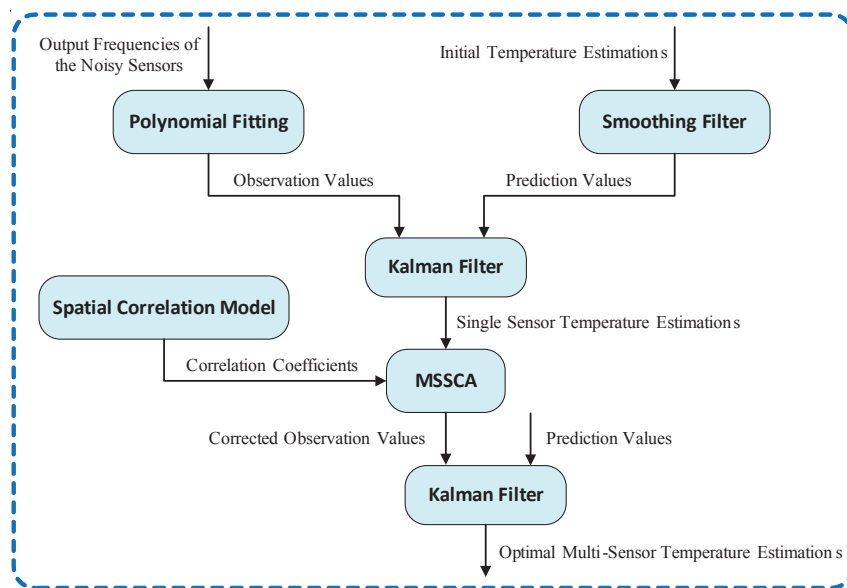 Output Frequencies of
the Noisy Sensors
Initial Temperature Estimations
Polynomial Fitting
Smoothing Filter
Observation Values
Prediction Values
Kalman Filter
Spatial Correlation Model
Single Sensor Temperature Estimations
Correlation Coefficients
MSSCA
Corrected Observation Values
Prediction Values
Kalman Filter
Optimal Multi-Sensor Temperature Estimations